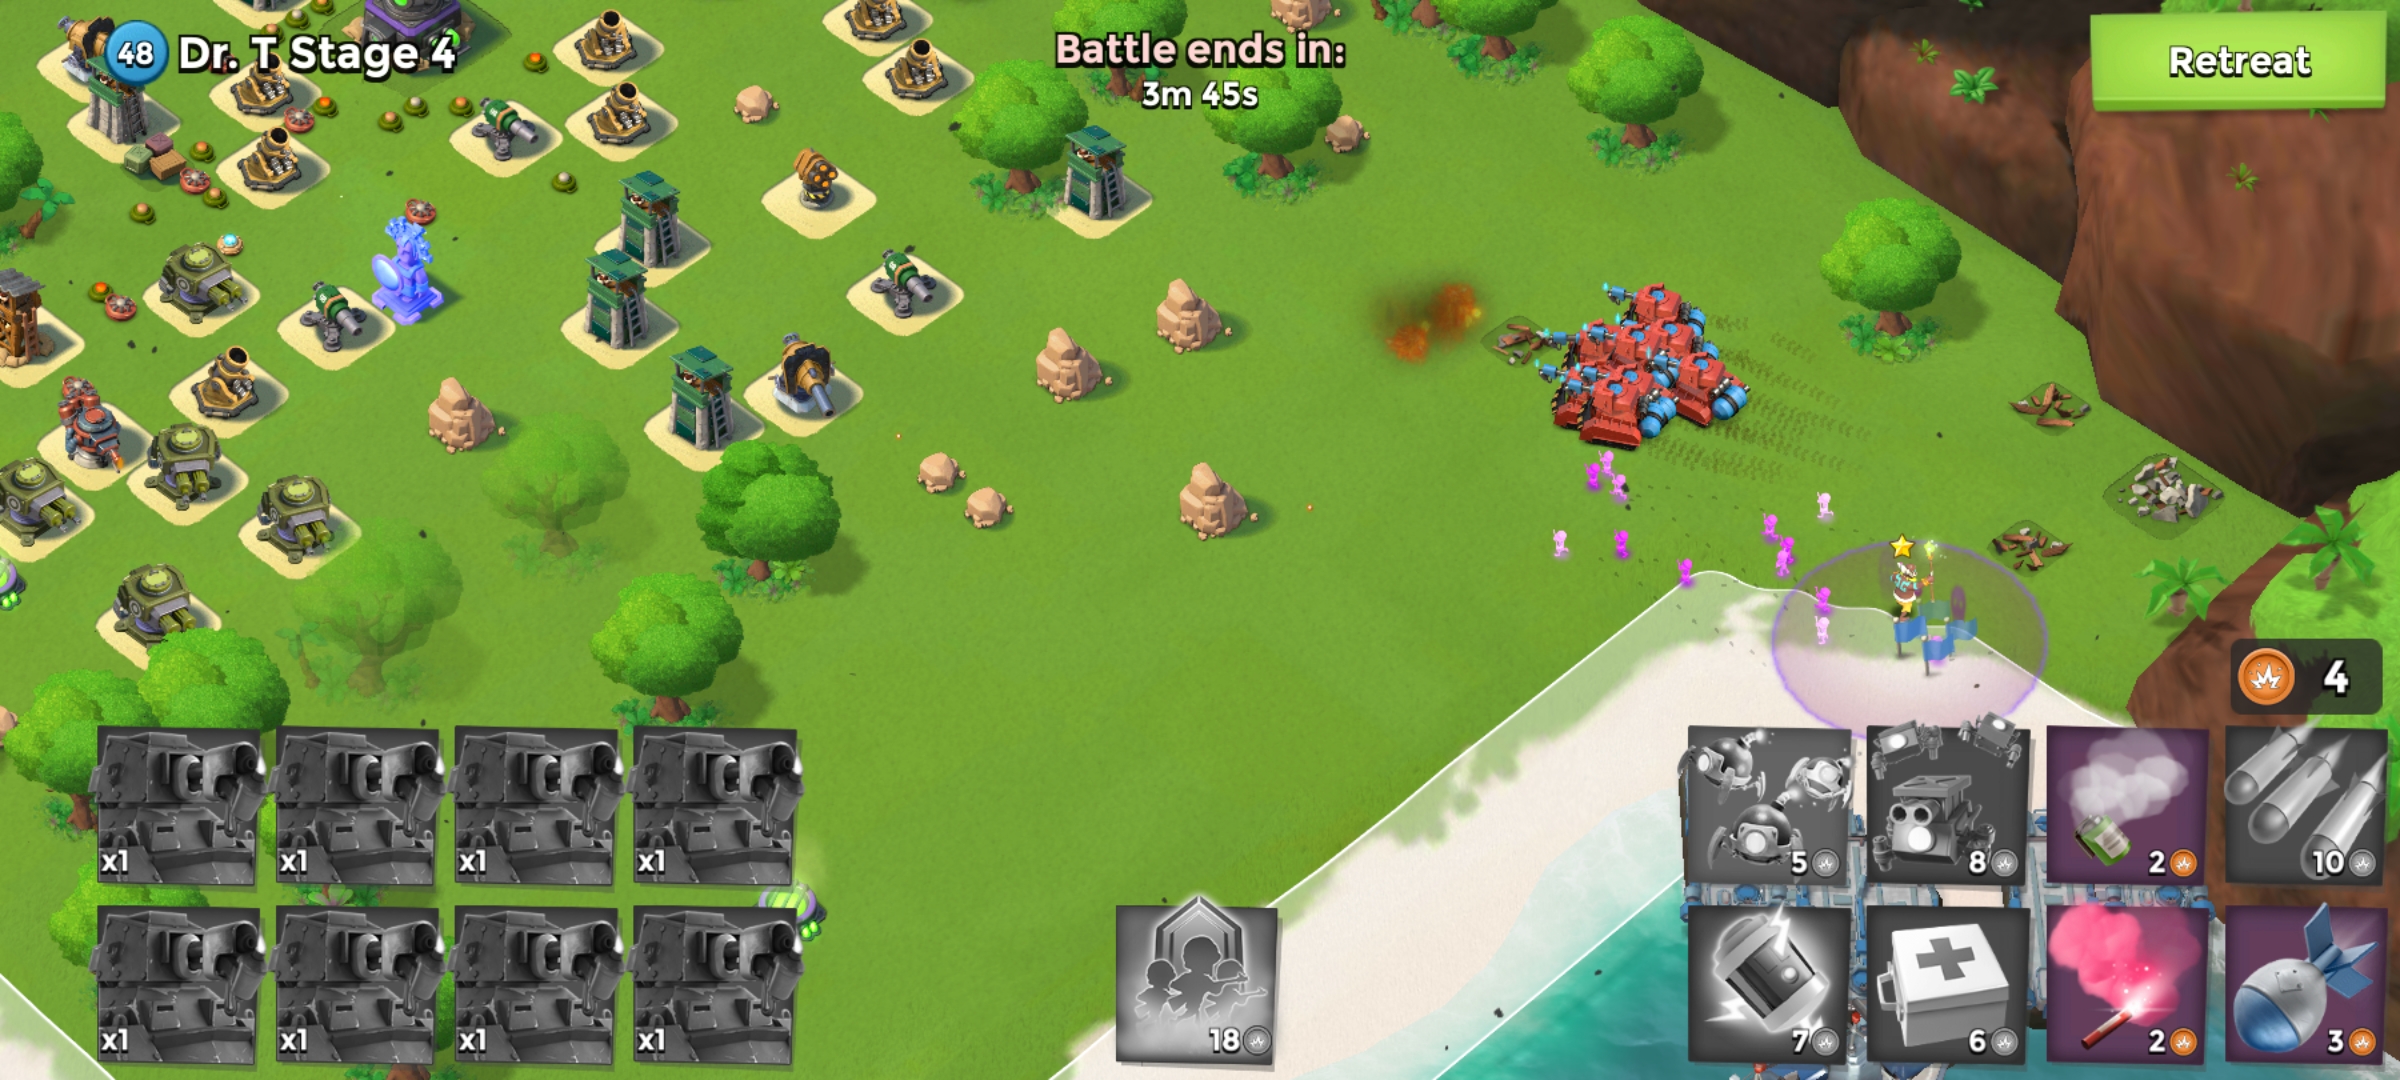 48 Dr. T Stage 4
Battle ends in:
3m 45s
Retreat
4
x1 x1 x1 x1
5 8 2 10
x1 x1 x1 x1
18
7 6 2 3